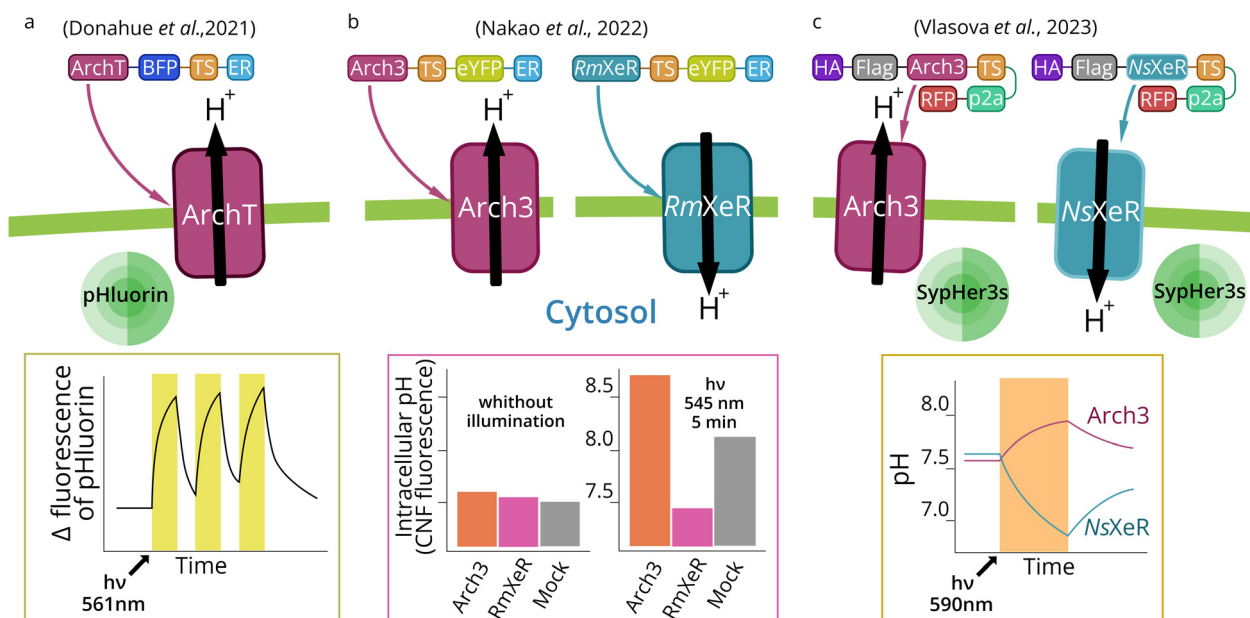 a
(Donahue et al.,2021)
ArchT BFP TS ER
H+
ArchT
pHluorin
Δ fluorescence
of pHluorin
Time
hν
561nm
b
(Nakao et al., 2022)
Arch3 TS eYFP ER
RmXeR TS eYFP ER
H+
Arch3
RmXeR
H+
Cytosol
Intracellular pH
(CNF fluorescence)
whithout
illumination
8.5
8.0
7.5
hν
545 nm
5 min
Arch3
RmXeR
Mock
Arch3
RmXeR
Mock
c
(Vlasova et al., 2023)
HA Flag Arch3 TS
RFP p2a
HA Flag NsXeR TS
RFP p2a
H+
Arch3
SypHer3s
NsXeR
H+
SypHer3s
pH
8.0
7.5
7.0
Arch3
NsXeR
Time
hν
590nm